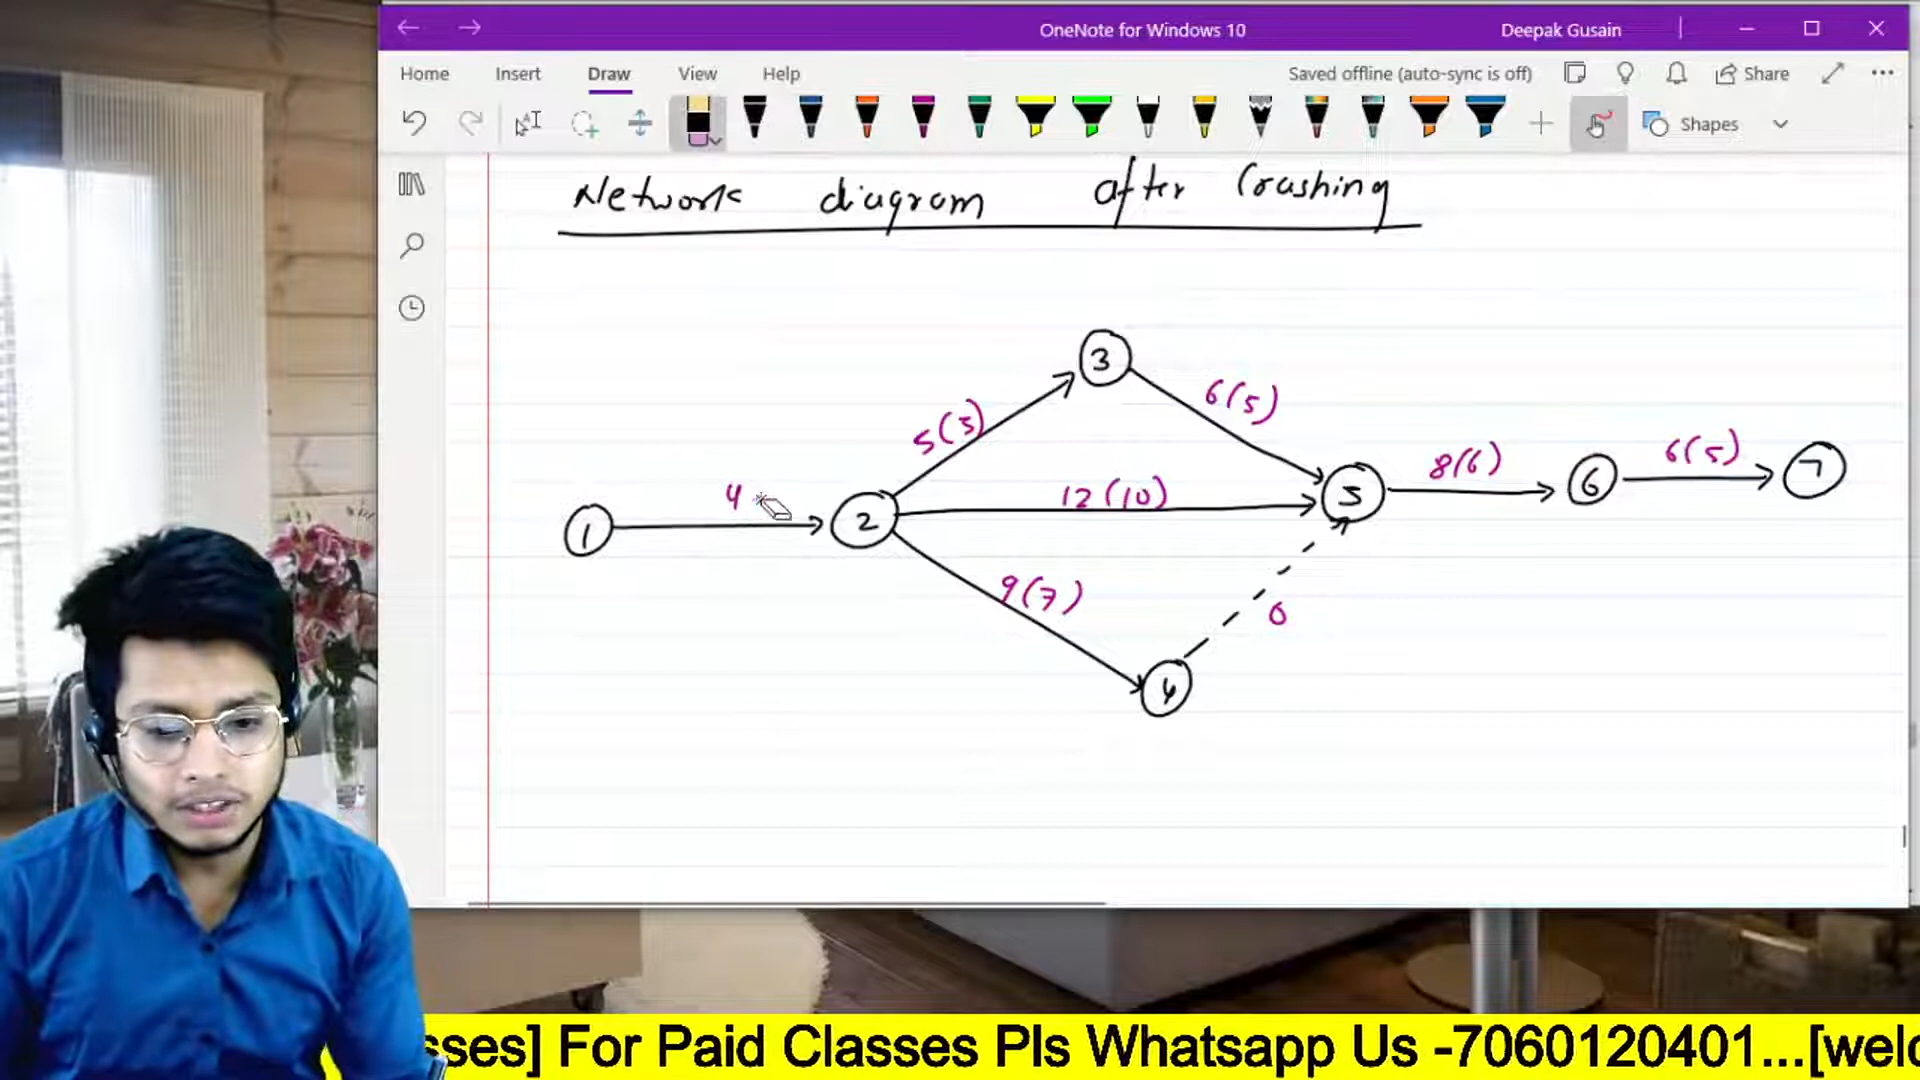 OneNote for Windows 10
Deepak Gusain
Home Insert Draw View Help
Saved offline (auto-sync is off)
Share
Shapes
Network diagram after Crashing
3
5(3)
6(5)
8(6)
6(5)
4
12(10)
1
2
5
6
7
9(7)
0
4
sses] For Paid Classes Pls Whatsapp Us -7060120401...[welc